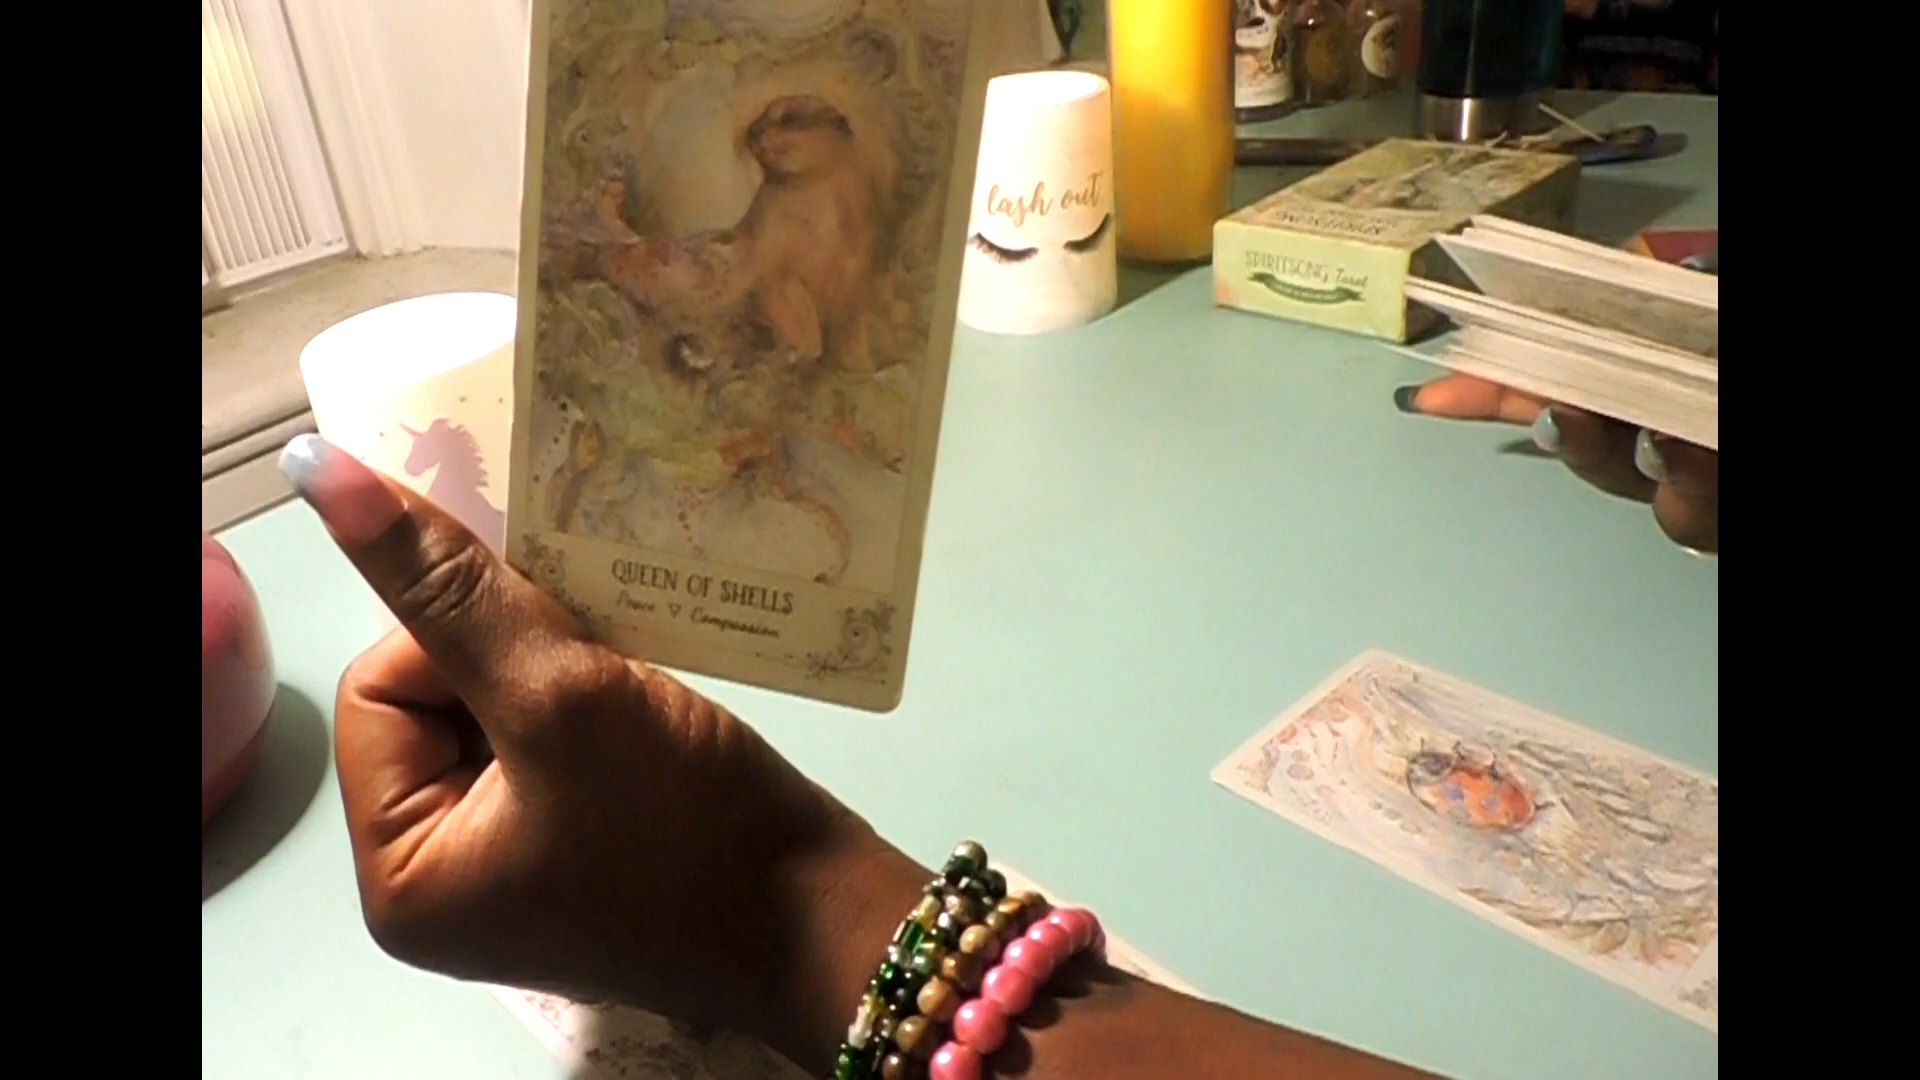 lash out
SPIRITSONG Tarot
QUEEN OF SHELLS
Peace ▽ Compassion